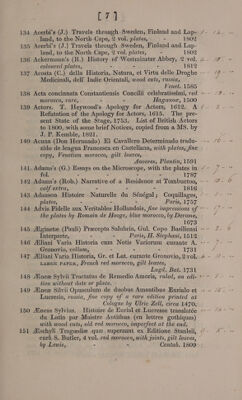 [ 7 ]
134 Acerbi's (J.) Travels through Sweden, Finland and Lap-
land, to the North Cape, 2 vol. plates, 1802
135 Acerbi's (J.) Travels through Sweden, Finland and Lap-
land, to the North Cape, 2 vol. plates, 1802
136 Ackermann's (R.) History of Westminster Abbey, 2 vol.
coloured plates, 1812
137 Acosta (C.) della Historia, Natura, et Virtu delle Droghe
Medicinali, dell' Indie Orientali, wood cuts, russia,
Venet. 1585
138 Acta concinnata Constantiensis Concilii celebratissimi, red
morocco, rare, Hagenoæ, 1500
139 Actors. T. Heywood's Apology for Actors, 1612. A
Refutation of the Apology for Actors, 1615. The pre-
sent State of the Stage, 1753. List of British Actors
to 1800, with some brief Notices, copied from a MS. by
J. P. Kemble, 1821.
140 Acuna (Don Hernando) El Cavallero Determinado tradu-
zido de lengua Francesa en Castellana, with plates, fine
copy, Venetian morocco, gilt leaves,
Anveres, Plantin, 1591
141 Adams's (G.) Essays on the Microscope, with the plates in
fol. 1787
142 Adams's (Rob.) Narrative of a Residence at Tombuctoo,
calf extra, 1816
143 Adanson Histoire Naturelle du Sénégal, Coquillages,
plates, Paris, 1757
144 Advis Fidelle aux Veritables Hollandais, fine impressions of
the plates by Romain de Hooge, blue morocco, by Derome,
1673
145 Æginetæ (Pauli) Præcepta Salubria, Gul. Copo Basiliensi
Interprete, Paris, H. Stephani, 1512
146 Æliani Varia Historia cum Notis Variorum curante A.
Gronovio, vellum, 1731
147 Æliani Varia Historia, Gr. et Lat. curante Gronovio, 2 vol.
LARGE PAPER, French red morocco, gilt leaves,
Lugd. Bat. 1731
148 Æneæ Sylvii Tractatus de Remedio Amoris, rated, an edi-
tion without date or place.
149 Æneæ Silvii Opusculum de duobus Amantibus Eurialo et
Lucresia, russia, fine copy of a rare edition printed at
Cologne by Ulric Zell, circa 1470.
150 Æneas Silvius. Histoire de Eurial et Lucresse translatée
du Latin par Maistre Antithus (en lettres gothiques)
with wood cuts, old red morocco, imperfect at the end.
151 Æschyli Tragœdiæ quæ supersunt ex Editione Stanleii,
curâ S. Butler, 4 vol. red morocco, with joints, gilt leaves,
by Lewis, Cantab. 1809